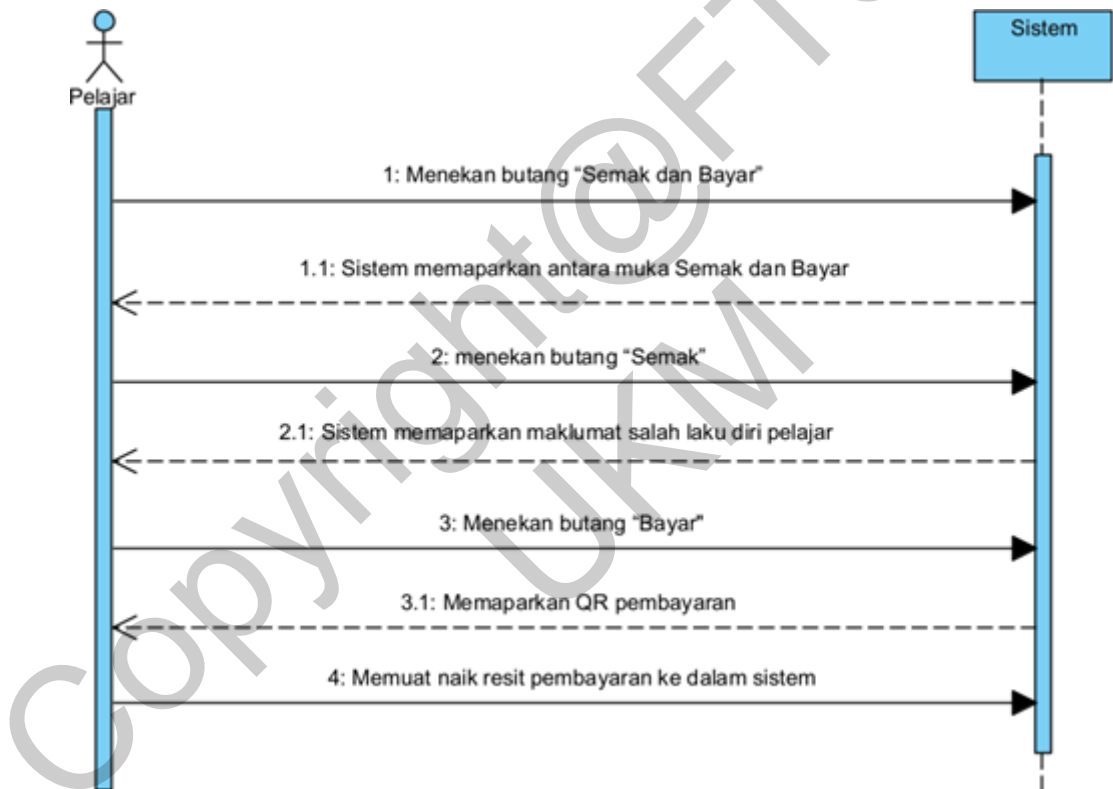 Sistem
Pelajar
1: Menekan butang “Semak dan Bayar”
1.1: Sistem memaparkan antara muka Semak dan Bayar
2: menekan butang “Semak”
2.1: Sistem memaparkan maklumat salah laku diri pelajar
3: Menekan butang “Bayar"
3.1: Memaparkan QR pembayaran
4: Memuat naik resit pembayaran ke dalam sistem
Copyright@FT
UKM